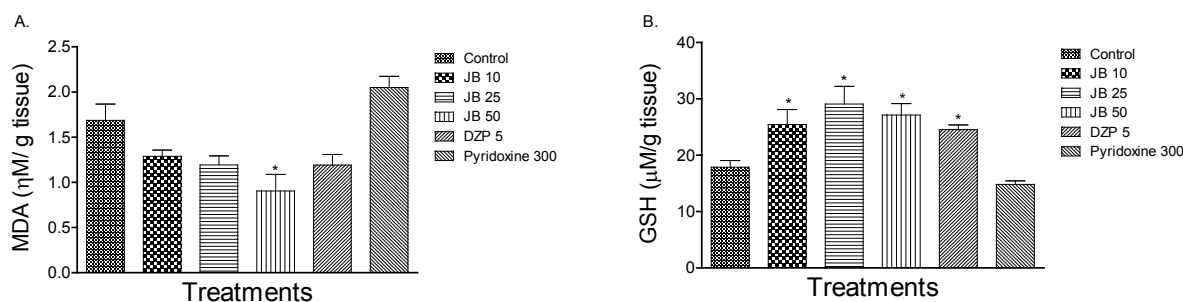 A.
MDA (ηM/ g tissue)
2.5
2.0
1.5
1.0
0.5
0.0
*
Treatments
Control
JB 10
JB 25
JB 50
DZP 5
Pyridoxine 300
B.
GSH (μM/g tissue)
40
30
20
10
0
*
*
*
*
Treatments
Control
JB 10
JB 25
JB 50
DZP 5
Pyridoxine 300